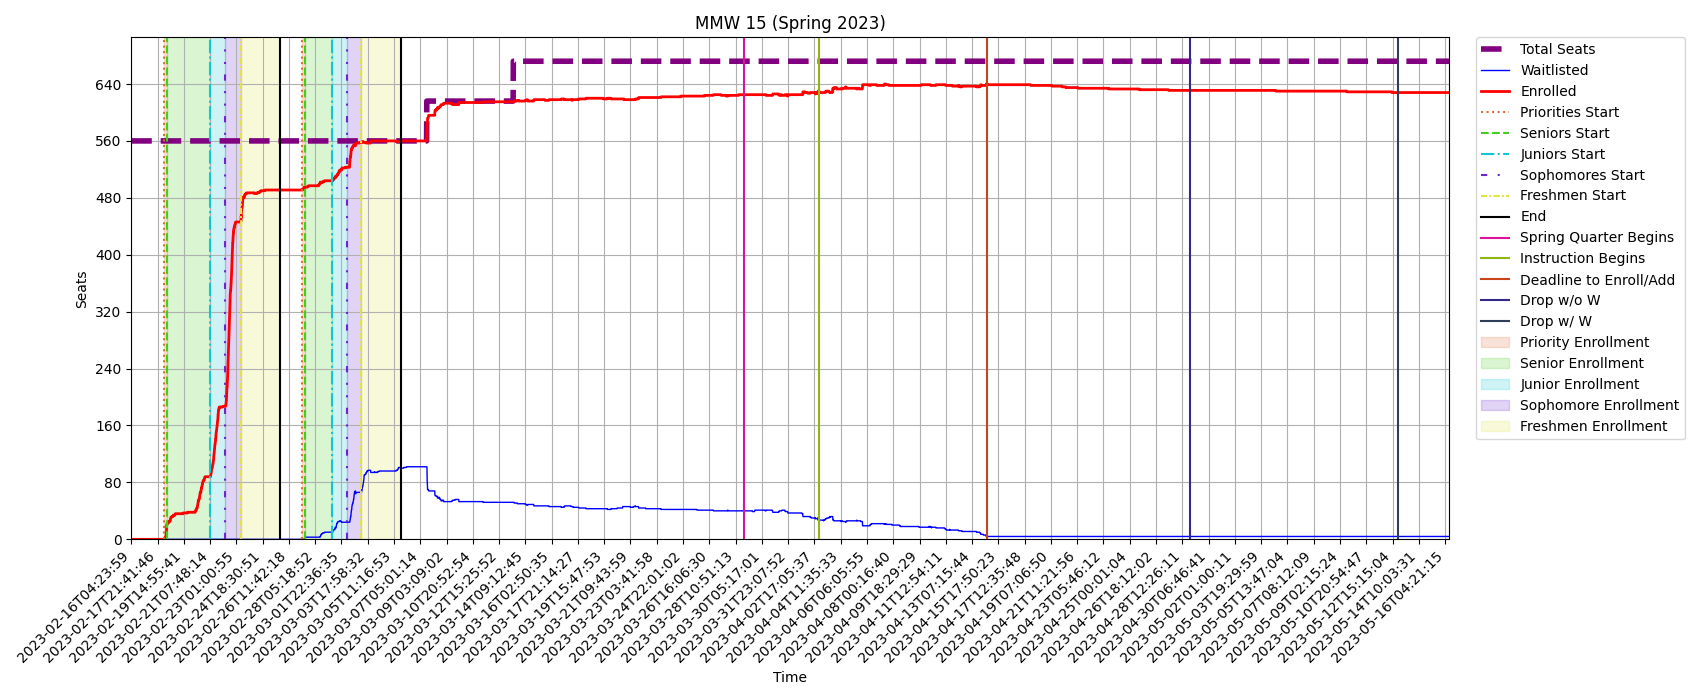 MMW 15 (Spring 2023)
Seats
640
560
480
400
320
240
160
80
0
2023-02-16T04:23:59
2023-02-17T21:41:46
2023-02-19T14:55:41
2023-02-21T07:48:14
2023-02-23T01:00:55
2023-02-24T18:30:51
2023-02-26T11:42:18
2023-02-28T05:18:52
2023-03-01T22:36:35
2023-03-03T17:58:32
2023-03-05T11:16:53
2023-03-07T05:01:14
2023-03-09T03:09:02
2023-03-10T20:52:54
2023-03-12T15:25:52
2023-03-14T09:12:45
2023-03-16T02:50:35
2023-03-17T21:14:27
2023-03-19T15:47:53
2023-03-21T09:43:59
2023-03-23T03:41:58
2023-03-24T22:01:02
2023-03-26T16:06:30
2023-03-28T10:51:13
2023-03-30T05:17:01
2023-03-31T23:07:52
2023-04-02T17:05:37
2023-04-04T11:35:33
2023-04-06T06:05:55
2023-04-08T00:16:40
2023-04-09T18:29:29
2023-04-11T12:54:11
2023-04-13T07:15:44
2023-04-15T17:50:23
2023-04-17T12:35:48
2023-04-19T07:06:50
2023-04-21T11:21:56
2023-04-23T05:46:12
2023-04-25T00:01:04
2023-04-26T18:12:02
2023-04-28T12:26:11
2023-04-30T06:46:41
2023-05-02T01:00:11
2023-05-03T19:29:59
2023-05-05T13:47:04
2023-05-07T08:12:09
2023-05-09T02:15:24
2023-05-10T20:54:47
2023-05-12T15:15:04
2023-05-14T10:03:31
2023-05-16T04:21:15
Time
Total Seats
Waitlisted
Enrolled
Priorities Start
Seniors Start
Juniors Start
Sophomores Start
Freshmen Start
End
Spring Quarter Begins
Instruction Begins
Deadline to Enroll/Add
Drop w/o W
Drop w/ W
Priority Enrollment
Senior Enrollment
Junior Enrollment
Sophomore Enrollment
Freshmen Enrollment